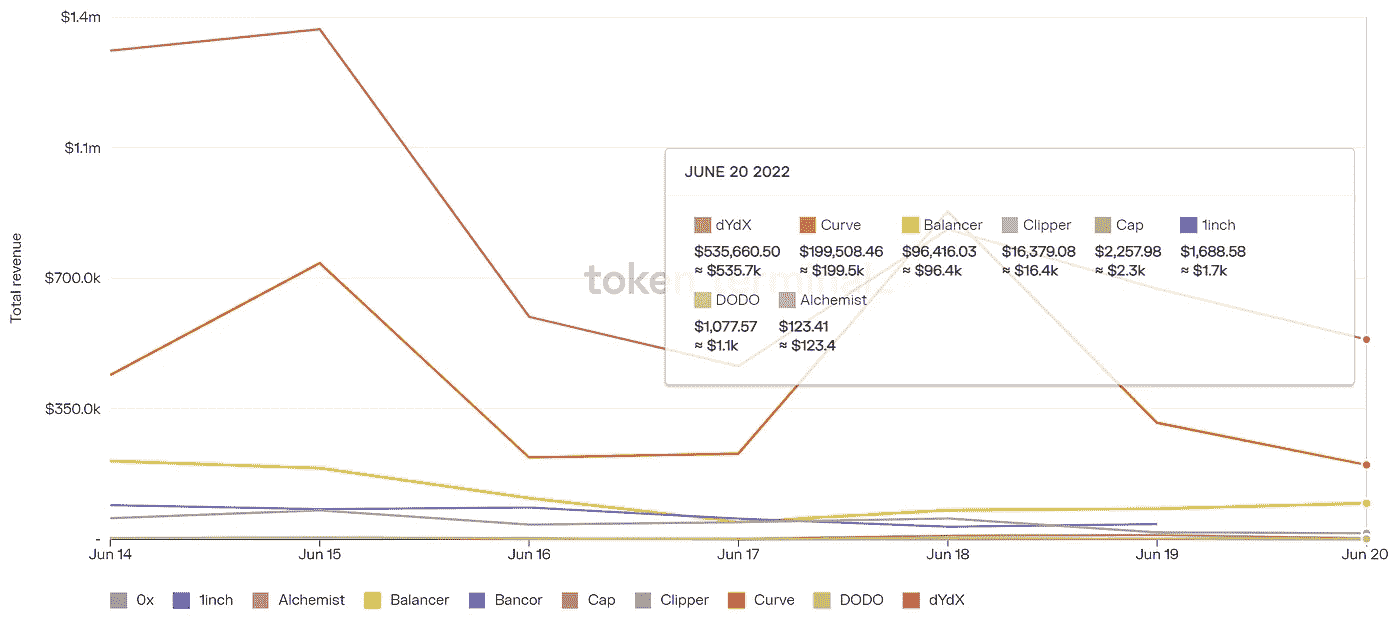 $1.4m
$1.1m
$700.0k
$350.0k
-
Total revenue
token terminal
JUNE 20 2022
dYdX Curve Balancer Clipper Cap 1inch
$535,660.50 $199,508.46 $96,416.03 $16,379.08 $2,257.98 $1,688.58
≈ $535.7k ≈ $199.5k ≈ $96.4k ≈ $16.4k ≈ $2.3k ≈ $1.7k
DODO Alchemist
$1,077.57 $123.41
≈ $1.1k ≈ $123.4
Jun 14 Jun 15 Jun 16 Jun 17 Jun 18 Jun 19 Jun 20
0x 1inch Alchemist Balancer Bancor Cap Clipper Curve DODO dYdX